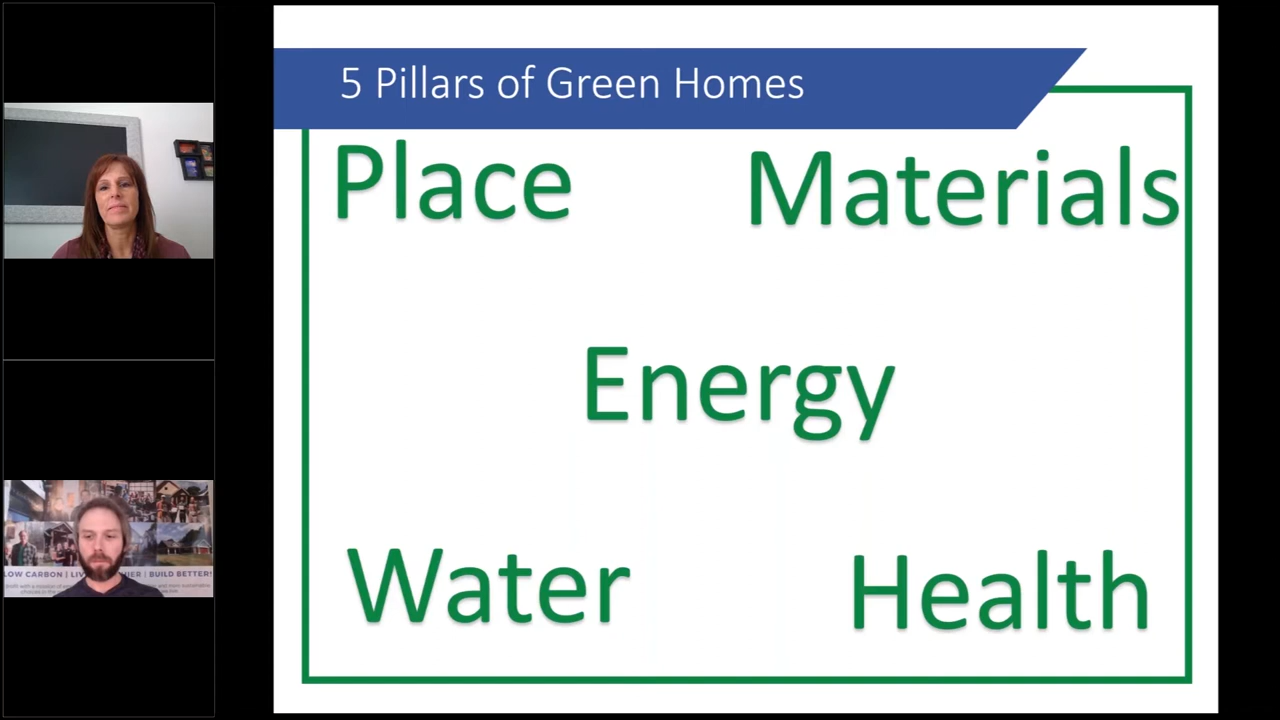 5 Pillars of Green Homes
Place
Materials
Energy
Water
Health
LOW CARBON | LIV
IER | BUILD BETTER!